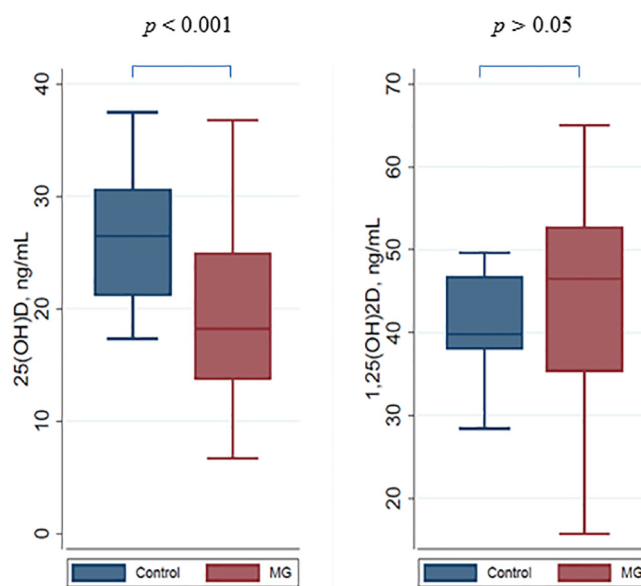 p < 0.001
25(OH)D, ng/mL
40
30
20
10
0
Control MG
p > 0.05
1,25(OH)2D, ng/mL
70
60
50
40
30
20
Control MG